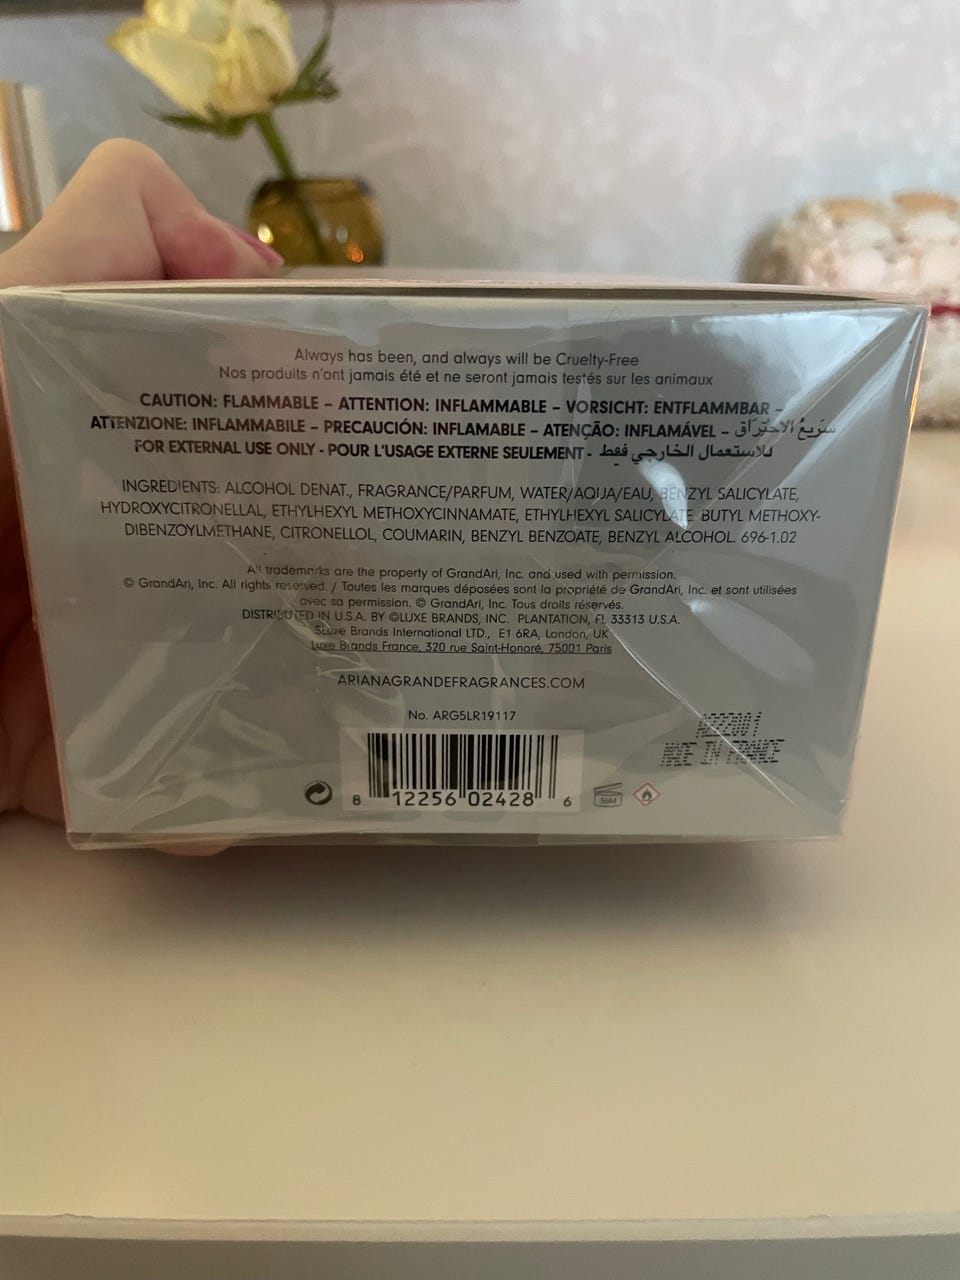 Always has been, and always will be Cruelty-Free
Nos produits n'ont jamais été et ne seront jamais testés sur les animaux
CAUTION: FLAMMABLE – ATTENTION: INFLAMMABLE – VORSICHT: ENTFLAMMBAR –
ATTENZIONE: INFLAMMABILE – PRECAUCIÓN: INFLAMABLE – ATENÇÃO: INFLAMÁVEL – سَريعُ الاحتِرَاق
FOR EXTERNAL USE ONLY - POUR L'USAGE EXTERNE SEULEMENT - للاستعمال الخارجي فقط
INGREDIENTS: ALCOHOL DENAT., FRAGRANCE/PARFUM, WATER/AQUA/EAU, BENZYL SALICYLATE,
HYDROXYCITRONELLAL, ETHYLHEXYL METHOXYCINNAMATE, ETHYLHEXYL SALICYLATE, BUTYL METHOXY-
DIBENZOYLMETHANE, CITRONELLOL, COUMARIN, BENZYL BENZOATE, BENZYL ALCOHOL. 696-1.02
All trademarks are the property of GrandAri, Inc. and used with permission.
© GrandAri, Inc. All rights reserved. / Toutes les marques déposées sont la propriété de GrandAri, Inc. et sont utilisées
avec sa permission. © GrandAri, Inc. Tous droits réservés.
DISTRIBUTED IN U.S.A. BY ©LUXE BRANDS, INC. PLANTATION, FL 33313 U.S.A.
SLuxe Brands International LTD., E1 6RA, London, UK
Luxe Brands France, 320 rue Saint-Honoré, 75001 Paris
ARIANAGRANDEFRAGRANCES.COM
No. ARG5LR19117
MADE IN FRANCE
8 12256 02428 6